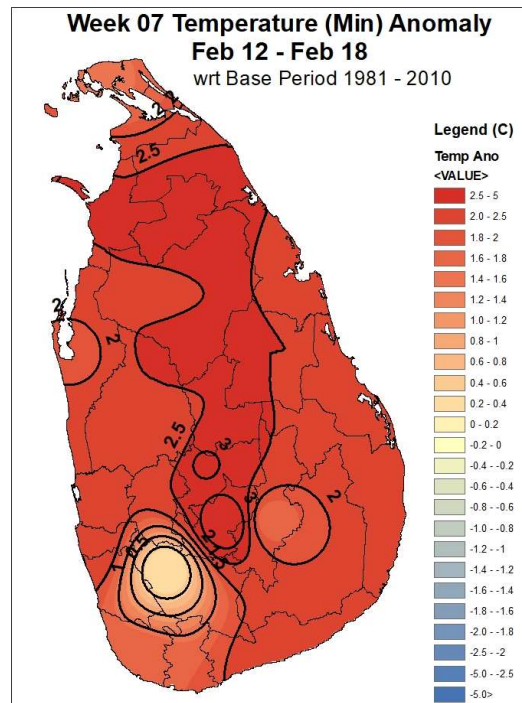 Week 07 Temperature (Min) Anomaly
Feb 12 - Feb 18
wrt Base Period 1981 - 2010
Legend (C)
Temp Ano
<VALUE>
2.5 - 5
2.0 - 2.5
1.8 - 2
1.6 - 1.8
1.4 - 1.6
1.2 - 1.4
1.0 - 1.2
0.8 - 1
0.6 - 0.8
0.4 - 0.6
0.2 - 0.4
0 - 0.2
-0.2 - 0
-0.4 - -0.2
-0.6 - -0.4
-0.8 - -0.6
-1.0 - -0.8
-1.2 - -1
-1.4 - -1.2
-1.6 - -1.4
-1.8 - -1.6
-2.0 - -1.8
-2.5 - -2
-5.0 - -2.5
-5.0>
2.5
2
2
2.5
3
3
2
2
1
0.5